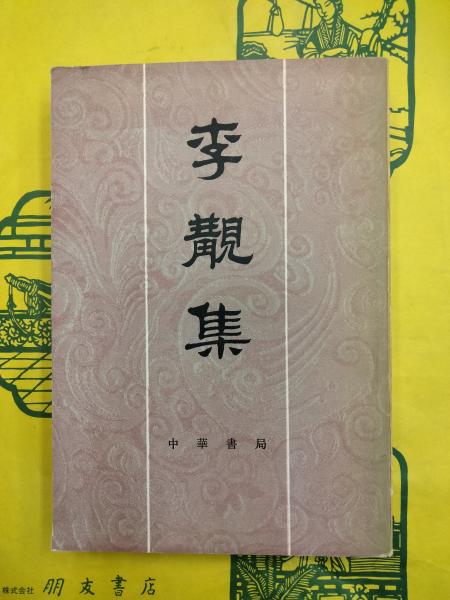 李覯集
中華書局
株式会社 朋友書店